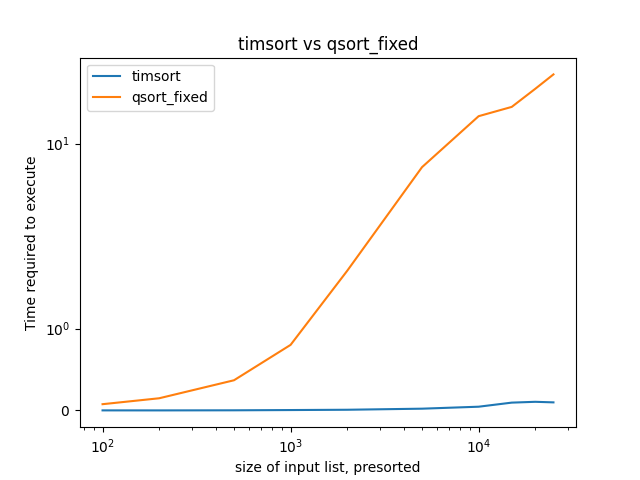 timsort vs qsort_fixed
timsort
qsort_fixed
Time required to execute
10¹
10⁰
0
10²
10³
10⁴
size of input list, presorted